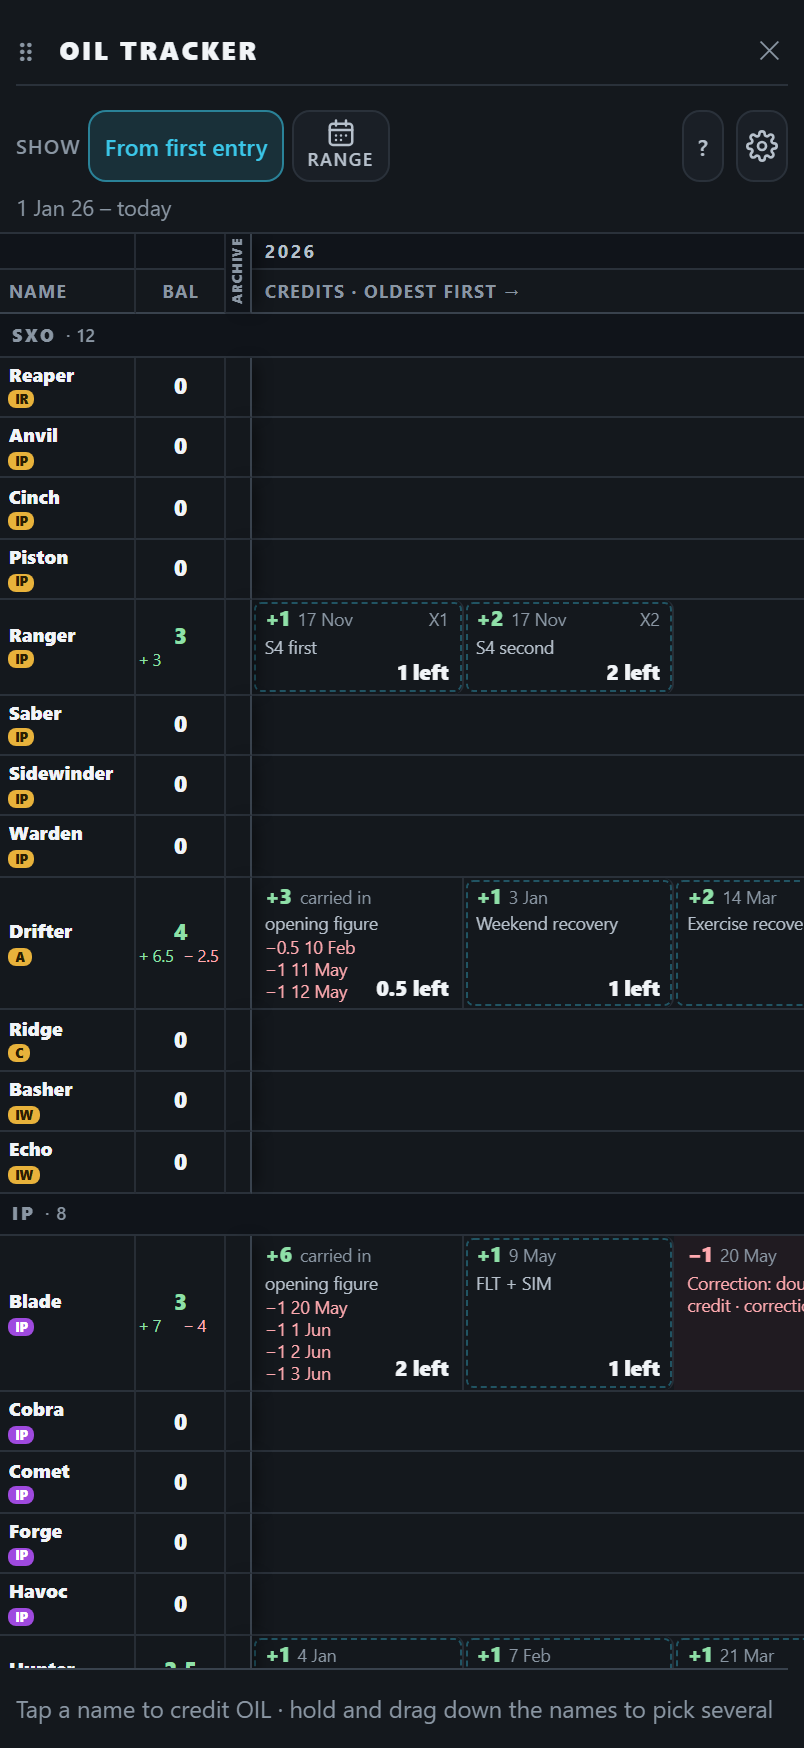 OIL TRACKER
SHOW From first entry RANGE ?
1 Jan 26 – today
ARCHIVE
2026
NAME BAL CREDITS · OLDEST FIRST →
SXO · 12
Reaper
IR
0
Anvil
IP
0
Cinch
IP
0
Piston
IP
0
Ranger
IP
3
+ 3
+1 17 Nov X1
S4 first
1 left
+2 17 Nov X2
S4 second
2 left
Saber
IP
0
Sidewinder
IP
0
Warden
IP
0
Drifter
A
4
+ 6.5 − 2.5
+3 carried in
opening figure
−0.5 10 Feb
−1 11 May
−1 12 May
0.5 left
+1 3 Jan
Weekend recovery
1 left
+2 14 Mar
Exercise recove
Ridge
C
0
Basher
IW
0
Echo
IW
0
IP · 8
Blade
IP
3
+ 7 − 4
+6 carried in
opening figure
−1 20 May
−1 1 Jun
−1 2 Jun
−1 3 Jun
2 left
+1 9 May
FLT + SIM
1 left
−1 20 May
Correction: dou
credit · correctio
Cobra
IP
0
Comet
IP
0
Forge
IP
0
Havoc
IP
0
+1 4 Jan
+1 7 Feb
+1 21 Mar
Tap a name to credit OIL · hold and drag down the names to pick several